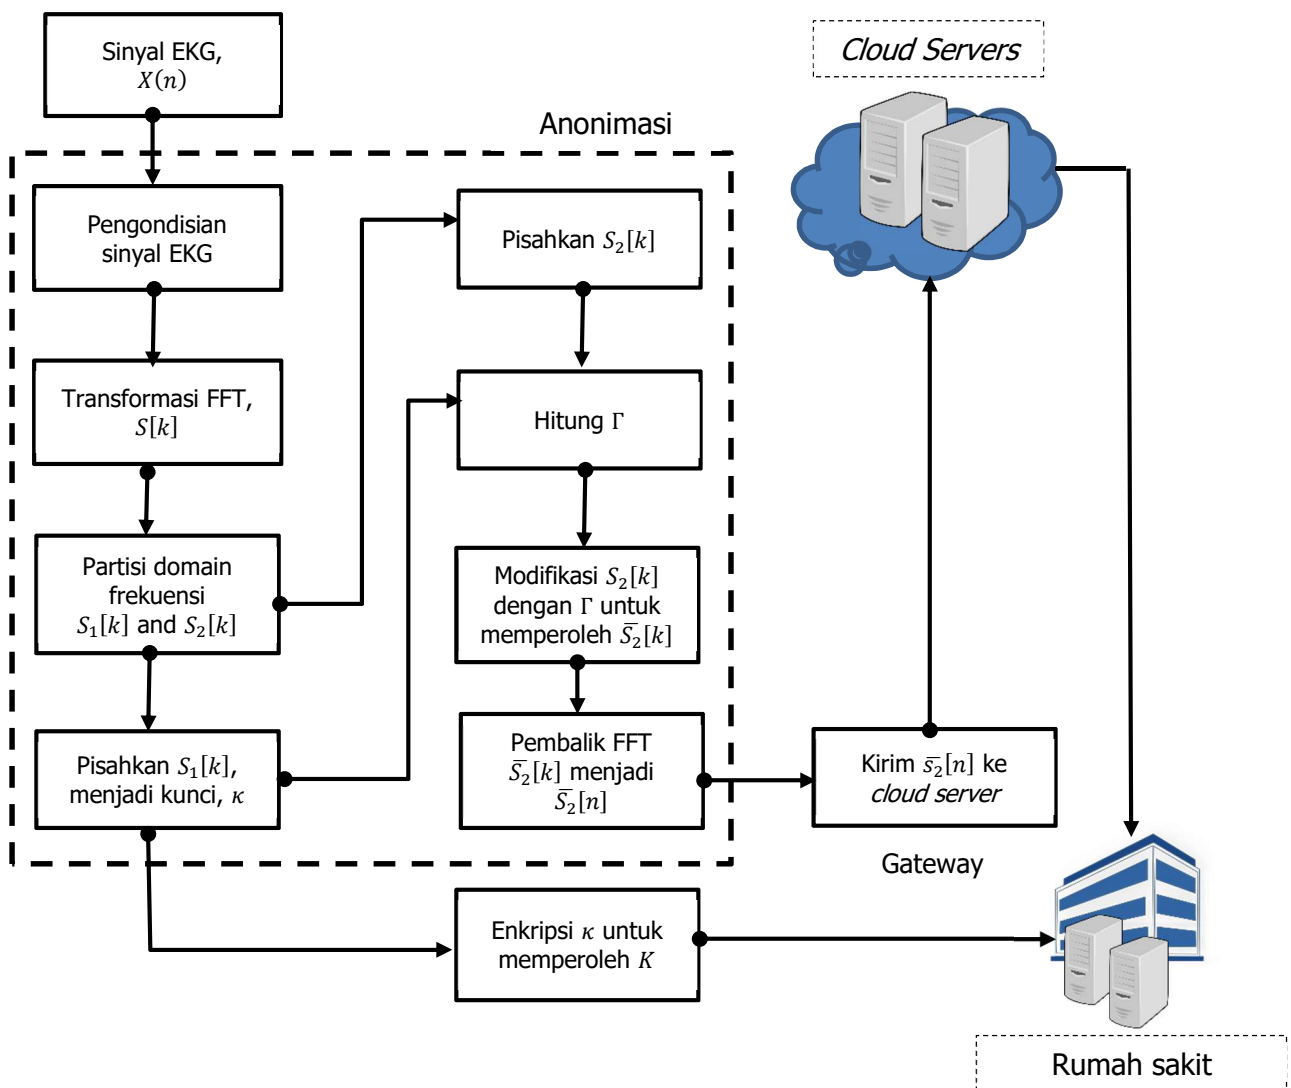 Sinyal EKG,
X(n)
Cloud Servers
Anonimasi
Pengondisian
sinyal EKG
Pisahkan S₂[k]
Transformasi FFT,
S[k]
Hitung Γ
Partisi domain
frekuensi
S₁[k] and S₂[k]
Modifikasi S₂[k]
dengan Γ untuk
memperoleh S̅₂[k]
Pisahkan S₁[k],
menjadi kunci, κ
Pembalik FFT
S̅₂[k] menjadi
S̅₂[n]
Kirim s̅₂[n] ke
cloud server
Gateway
Enkripsi κ untuk
memperoleh K
Rumah sakit